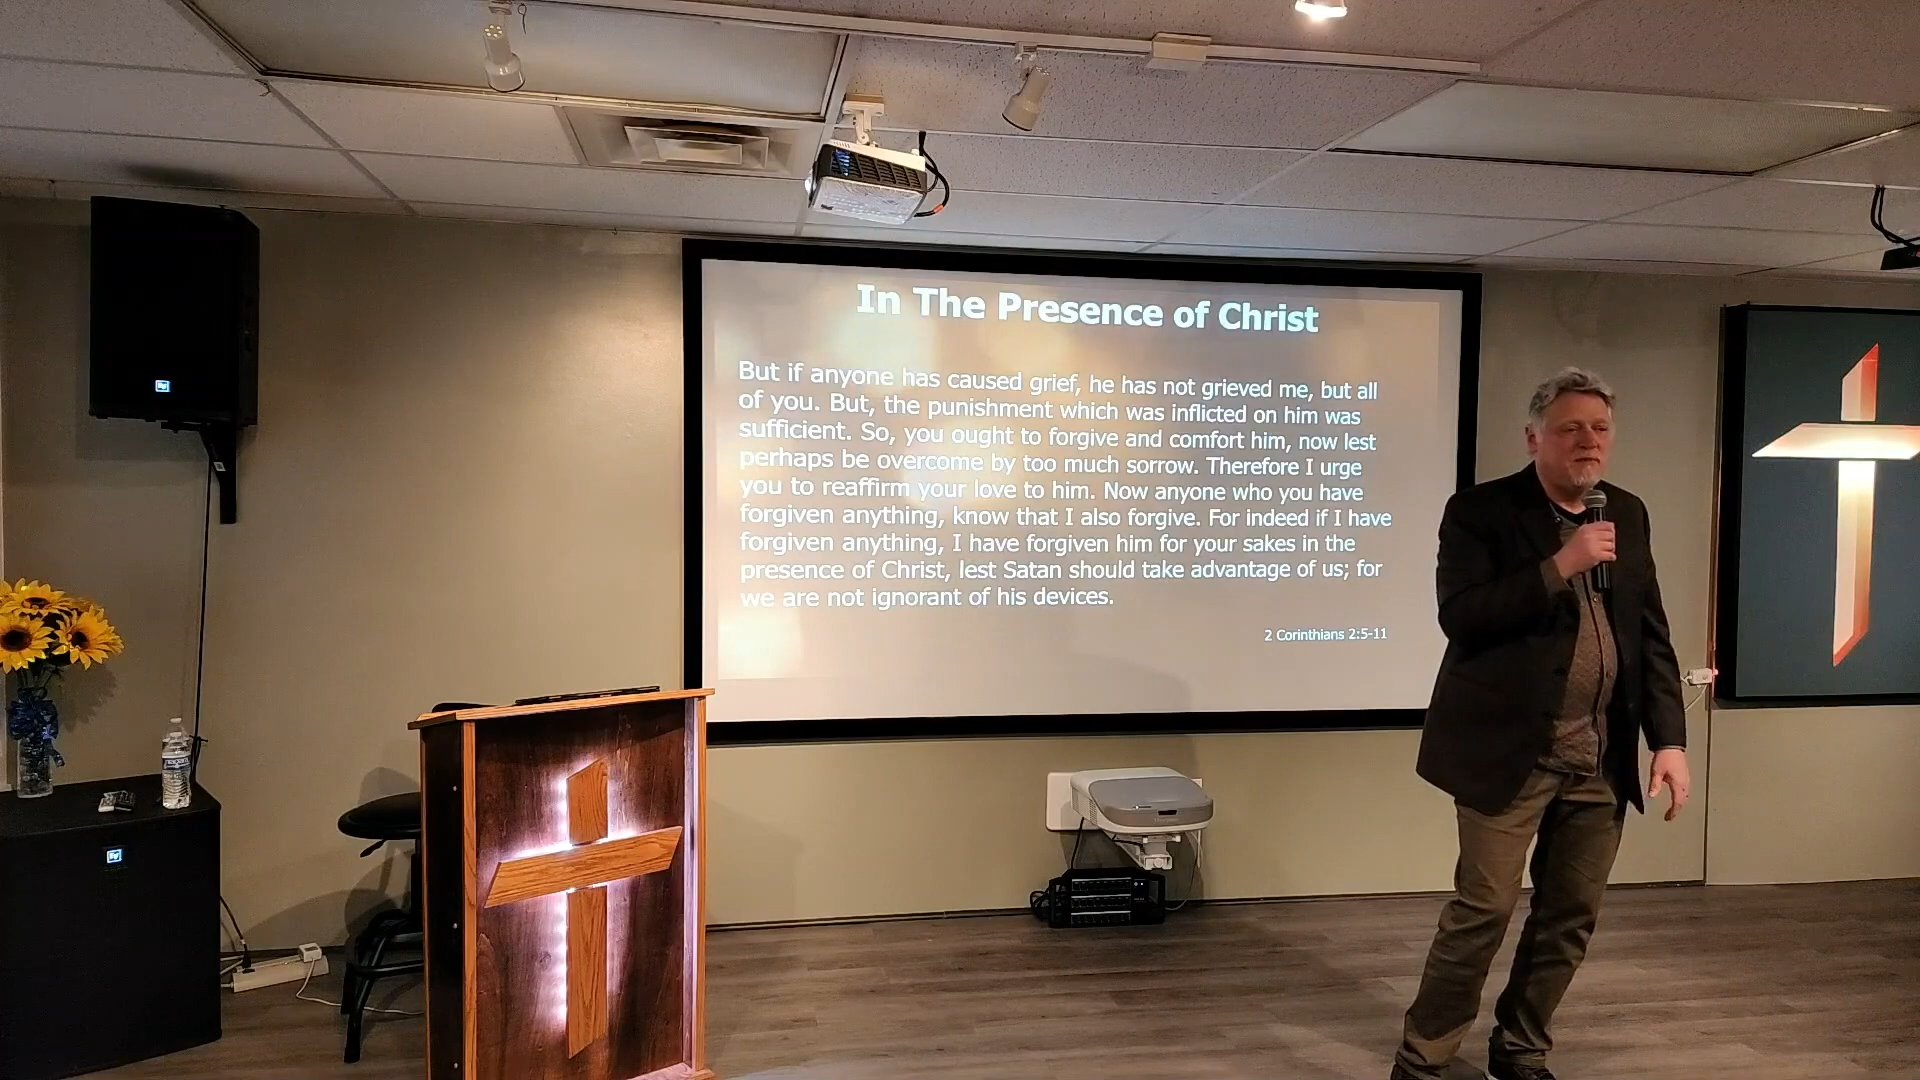 In The Presence of Christ
But if anyone has caused grief, he has not grieved me, but all
of you. But, the punishment which was inflicted on him was
sufficient. So, you ought to forgive and comfort him, now lest
perhaps be overcome by too much sorrow. Therefore I urge
you to reaffirm your love to him. Now anyone who you have
forgiven anything, know that I also forgive. For indeed if I have
forgiven anything, I have forgiven him for your sakes in the
presence of Christ, lest Satan should take advantage of us; for
we are not ignorant of his devices.
2 Corinthians 2:5-11
EV
EV